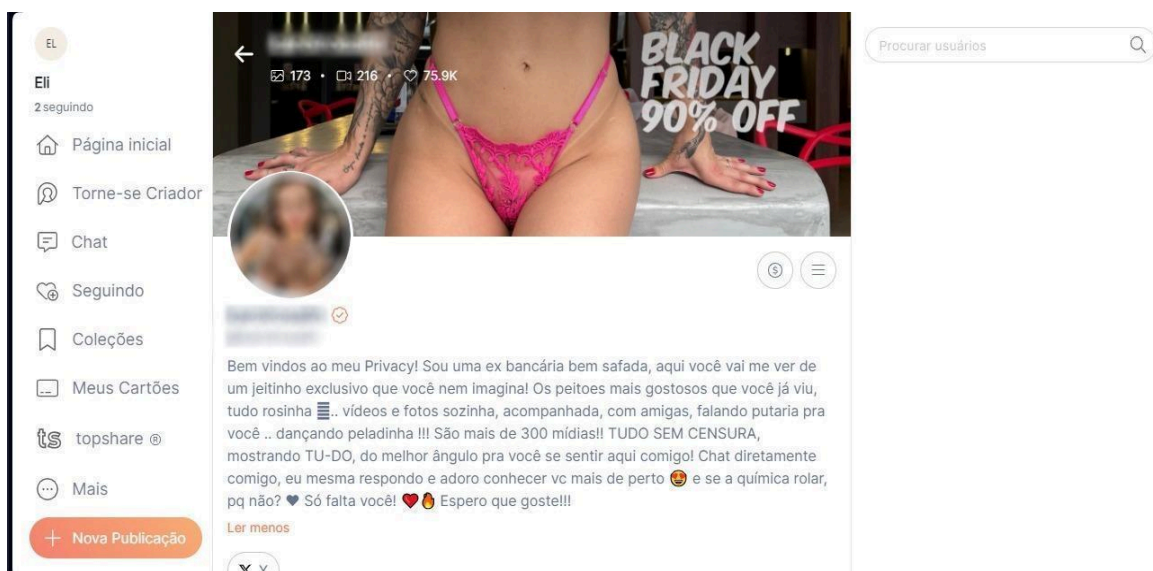 EL
Eli
2 seguindo
Página inicial
Torne-se Criador
Chat
Seguindo
Coleções
Meus Cartões
ts topshare ®
Mais
Nova Publicação
173 • 216 • 75.9K
BLACK
FRIDAY
90% OFF
Bem vindos ao meu Privacy! Sou uma ex bancária bem safada, aqui você vai me ver de
um jeitinho exclusivo que você nem imagina! Os peitoes mais gostosos que você já viu,
tudo rosinha .. vídeos e fotos sozinha, acompanhada, com amigas, falando putaria pra
você .. dançando peladinha !!! São mais de 300 mídias!! TUDO SEM CENSURA,
mostrando TU-DO, do melhor ângulo pra você se sentir aqui comigo! Chat diretamente
comigo, eu mesma respondo e adoro conhecer vc mais de perto 😍 e se a química rolar,
pq não? ♥ Só falta você! ❤️🔥 Espero que goste!!!
Ler menos
X X
Procurar usuários